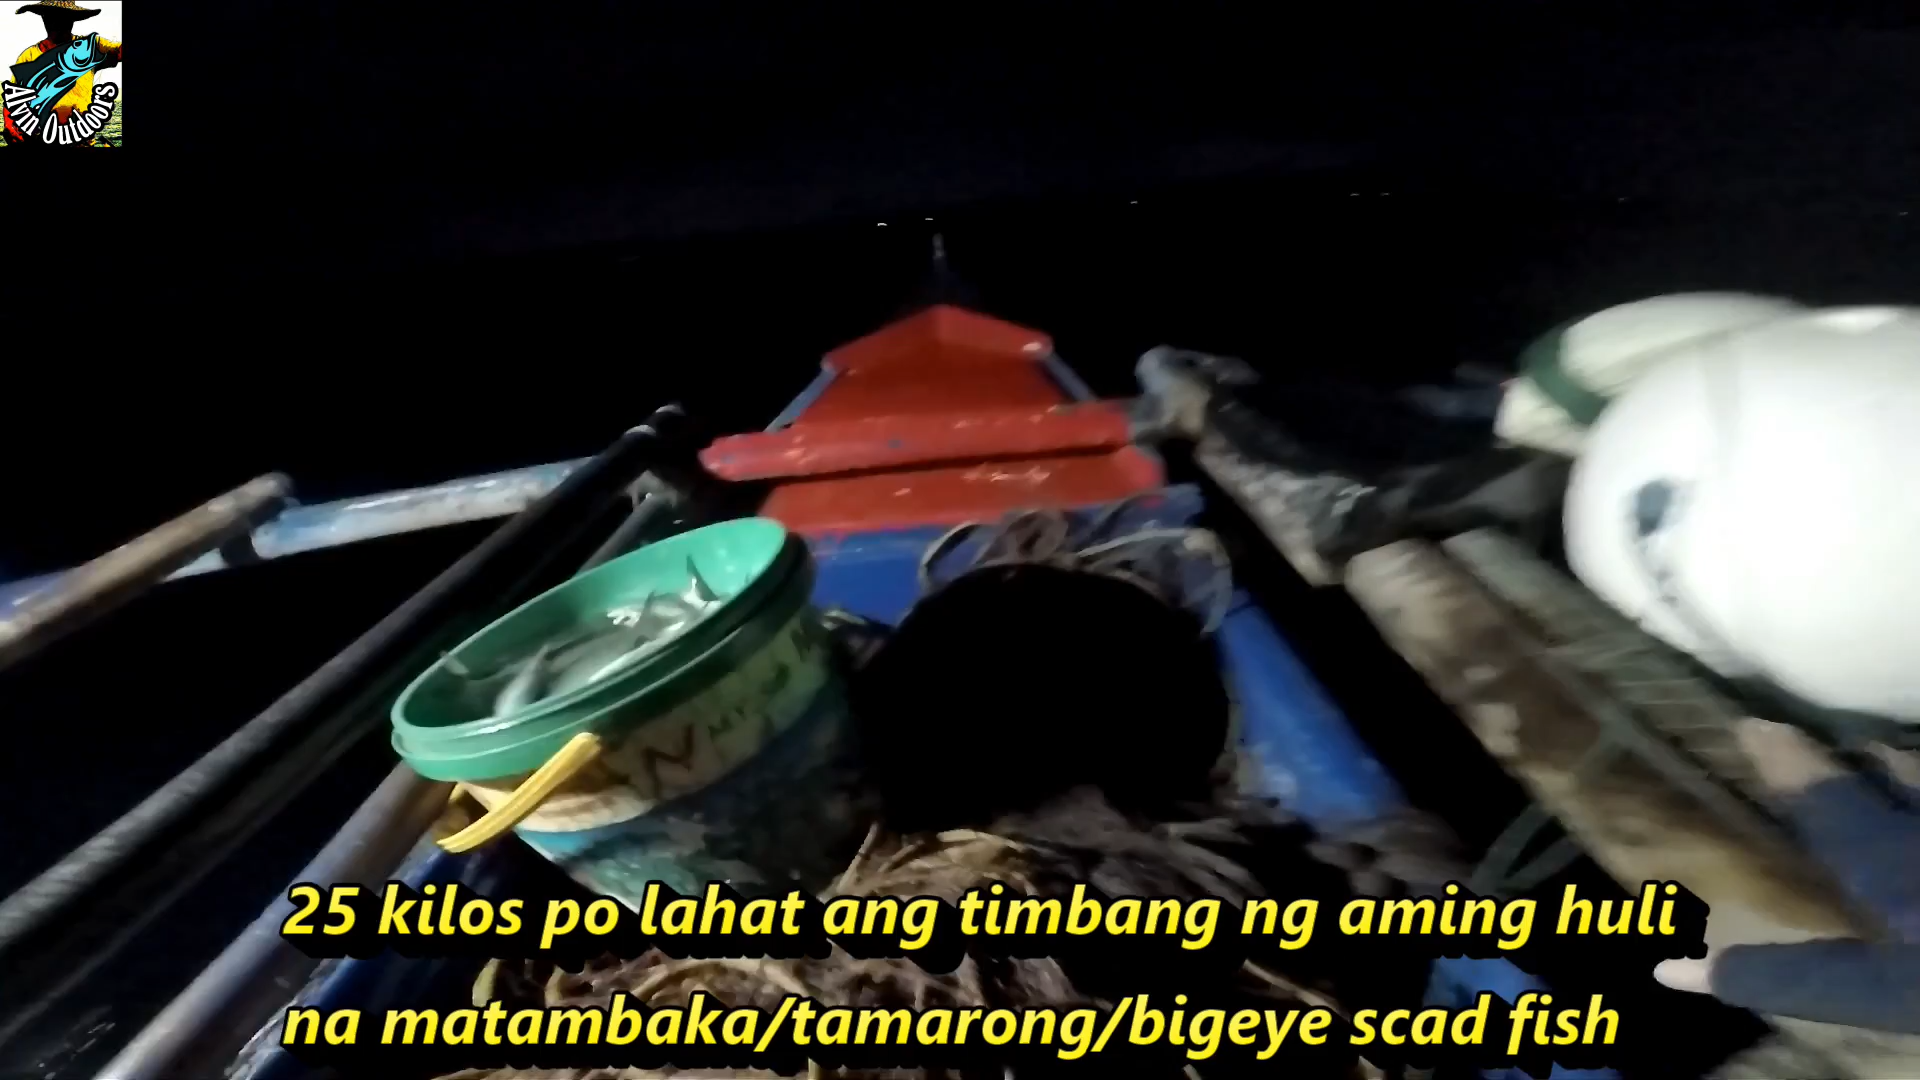 Alvin Outdoors
25 kilos po lahat ang timbang ng aming huli
na matambaka/tamarong/bigeye scad fish